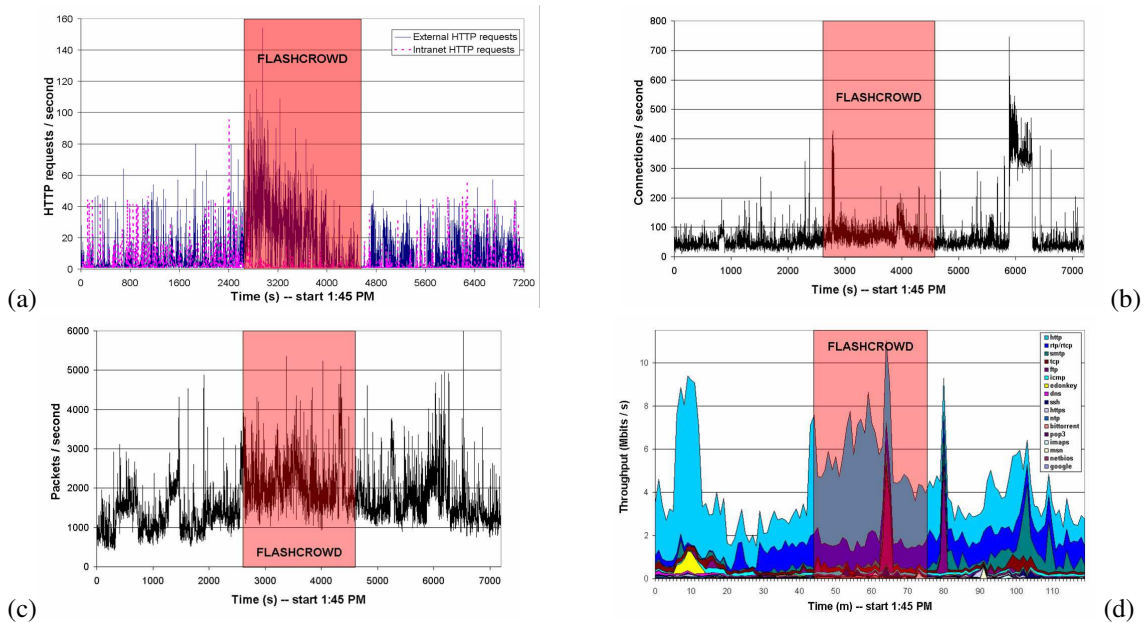 160
140
120
100
80
60
40
20
0
HTTP requests / second
External HTTP requests
Intranet HTTP requests
FLASHCROWD
0 800 1600 2400 3200 4000 4800 5600 6400 7200
Time (s) -- start 1:45 PM
(a)
800
700
600
500
400
300
200
100
0
Connections / second
FLASHCROWD
0 1000 2000 3000 4000 5000 6000 7000
Time (s) -- start 1:45 PM
(b)
6000
5000
4000
3000
2000
1000
0
Packets / second
FLASHCROWD
0 1000 2000 3000 4000 5000 6000 7000
Time (s) -- start 1:45 PM
(c)
10
8
6
4
2
0
Throughput (Mbits / s)
FLASHCROWD
http
rtp/rtcp
smtp
tcp
ftp
icmp
edonkey
dns
ssh
https
ntp
bittorrent
pop3
imaps
msn
netbios
google
0 10 20 30 40 50 60 70 80 90 100 110
Time (m) -- start 1:45 PM
(d)